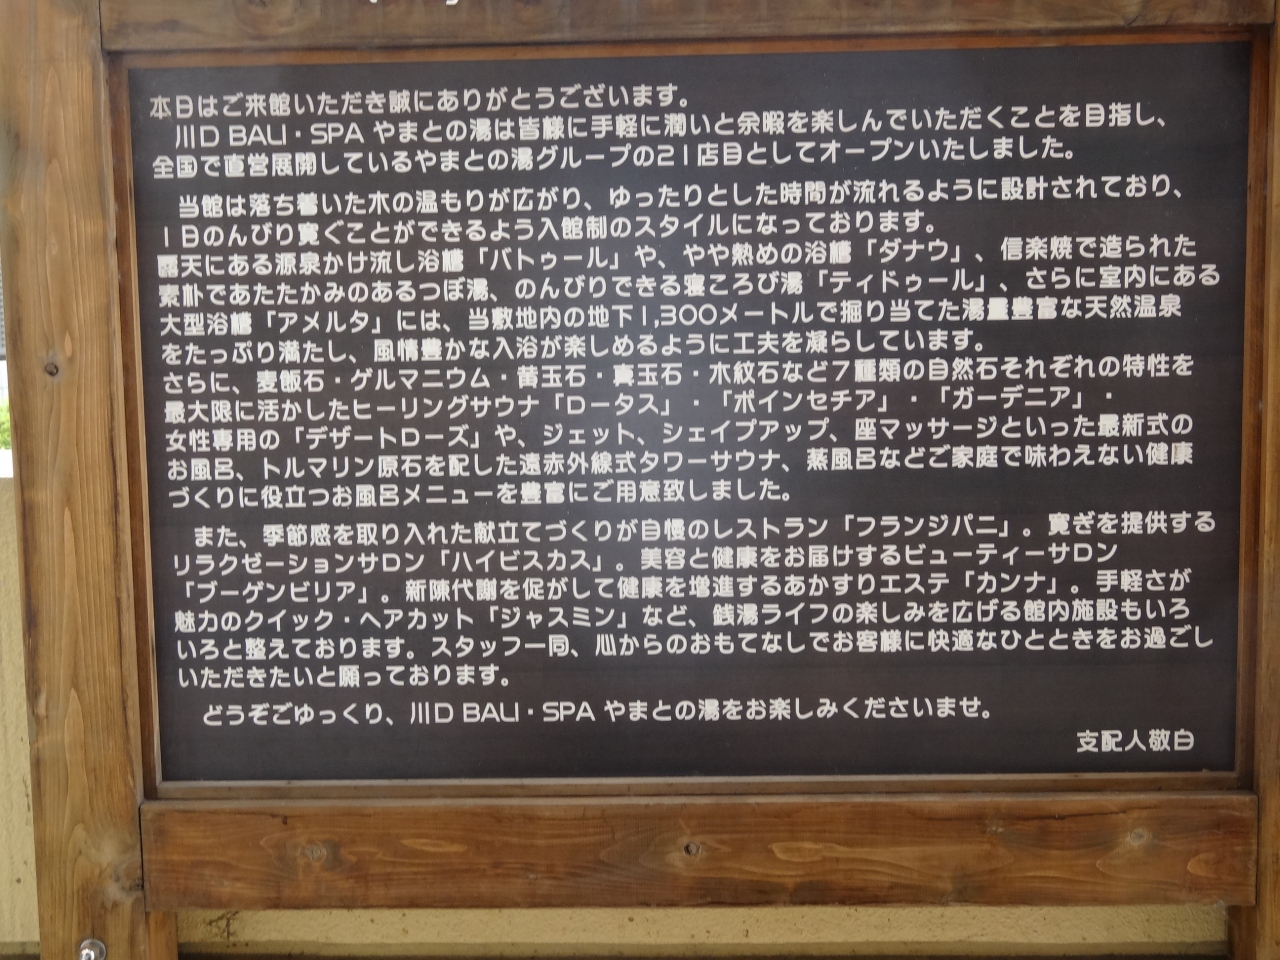 本日はご来館いただき誠にありがとうございます。
川D BALI・SPA やまとの湯は皆様に手軽に潤いと余暇を楽しんでいただくことを目指し、
全国で直営展開しているやまとの湯グループの21店目としてオープンいたしました。
当館は落ち着いた木の温もりが広がり、ゆったりとした時間が流れるように設計されており、
1日のんびり寛ぐことができるよう入館制のスタイルになっております。
露天にある源泉かけ流し浴槽「バトゥール」や、やや熱めの浴槽「ダナウ」、信楽焼で造られた
素朴であたたかみのあるつぼ湯、のんびりできる寝ころび湯「ティドゥール」、さらに室内にある
大型浴槽「アメルタ」には、当敷地内の地下1,300メートルで掘り当てた湯量豊富な天然温泉
をたっぷり満たし、風情豊かな入浴が楽しめるように工夫を凝らしています。
さらに、麦飯石・ゲルマニウム・黄玉石・真玉石・木紋石など7種類の自然石それぞれの特性を
最大限に活かしたヒーリングサウナ「ロータス」・「ポインセチア」・「ガーデニア」・
女性専用の「デザートローズ」や、ジェット、シェイプアップ、座マッサージといった最新式の
お風呂、トルマリン原石を配した遠赤外線式タワーサウナ、蒸風呂などご家庭で味わえない健康
づくりに役立つお風呂メニューを豊富にご用意致しました。
また、季節感を取り入れた献立てづくりが自慢のレストラン「フランジパニ」。寛ぎを提供する
リラクゼーションサロン「ハイビスカス」。美容と健康をお届けするビューティーサロン
「ブーゲンビリア」。新陳代謝を促がして健康を増進するあかすりエステ「カンナ」。手軽さが
魅力のクイック・ヘアカット「ジャスミン」など、銭湯ライフの楽しみを広げる館内施設もいろ
いろと整えております。スタッフ一同、心からのおもてなしでお客様に快適なひとときをお過ごし
いただきたいと願っております。
どうぞごゆっくり、川D BALI・SPA やまとの湯をお楽しみくださいませ。
支配人敬白